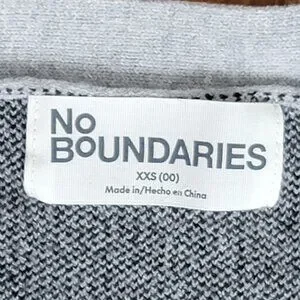 No
BoUNDARIES
XXS (00)
Made in/Hecho en China